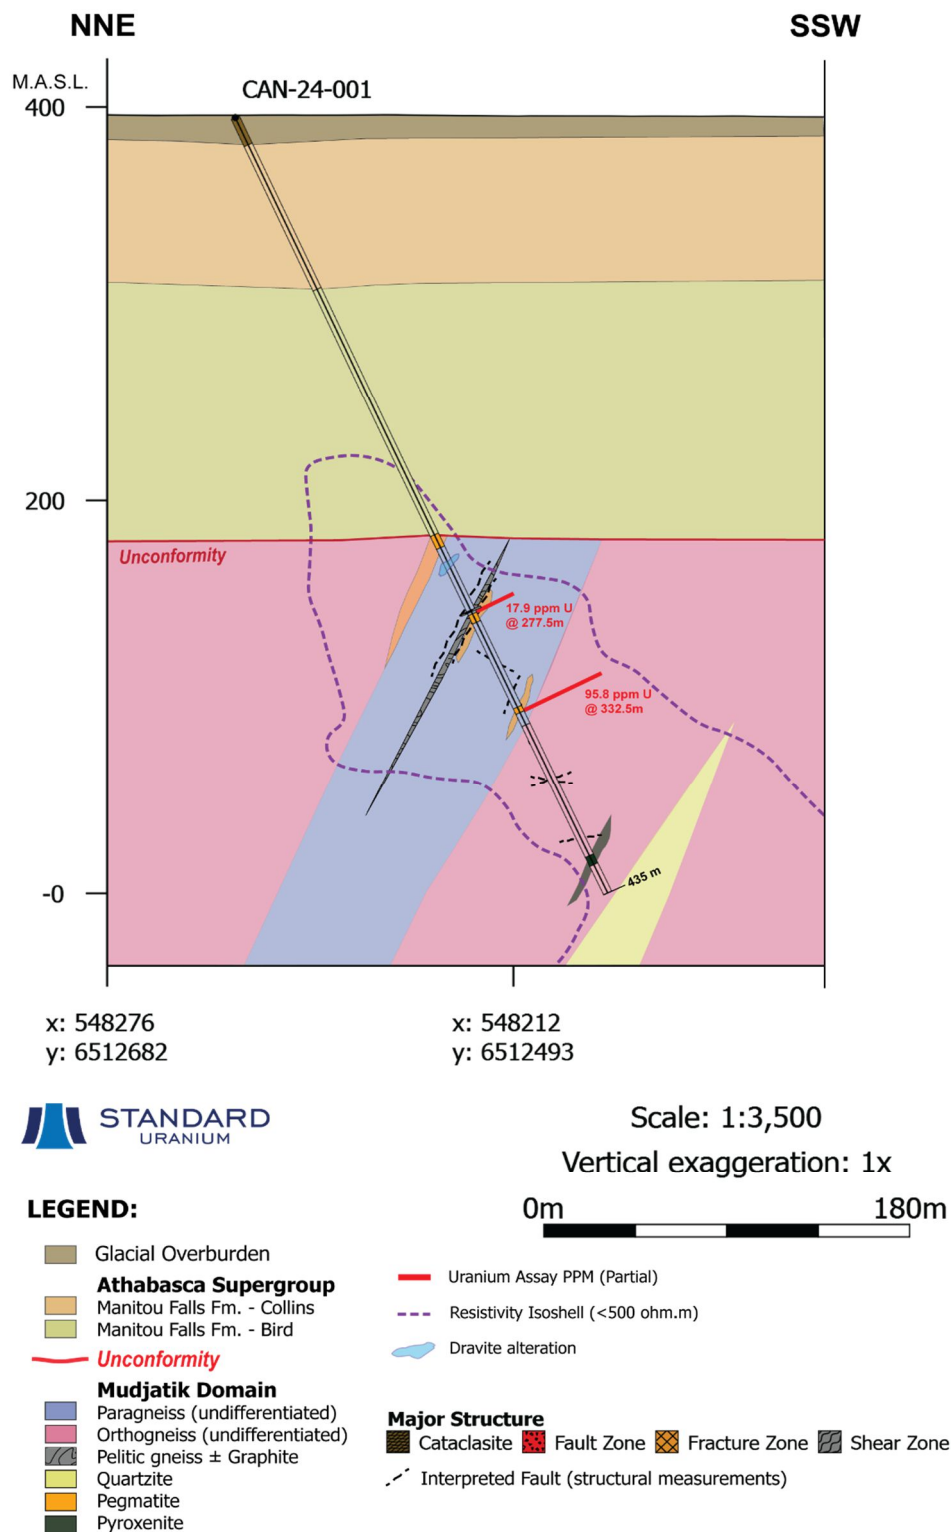 NNE
SSW
M.A.S.L.
CAN-24-001
400
200
Unconformity
17.9 ppm U
@ 277.5m
95.8 ppm U
@ 332.5m
435 m
-0
x: 548276
y: 6512682
x: 548212
y: 6512493
STANDARD
URANIUM
Scale: 1:3,500
Vertical exaggeration: 1x
0m
180m
LEGEND:
Glacial Overburden
Athabasca Supergroup
Manitou Falls Fm. - Collins
Manitou Falls Fm. - Bird
Unconformity
Mudjatik Domain
Paragneiss (undifferentiated)
Orthogneiss (undifferentiated)
Pelitic gneiss ± Graphite
Quartzite
Pegmatite
Pyroxenite
Uranium Assay PPM (Partial)
Resistivity Isoshell (<500 ohm.m)
Dravite alteration
Major Structure
Cataclasite Fault Zone Fracture Zone Shear Zone
Interpreted Fault (structural measurements)